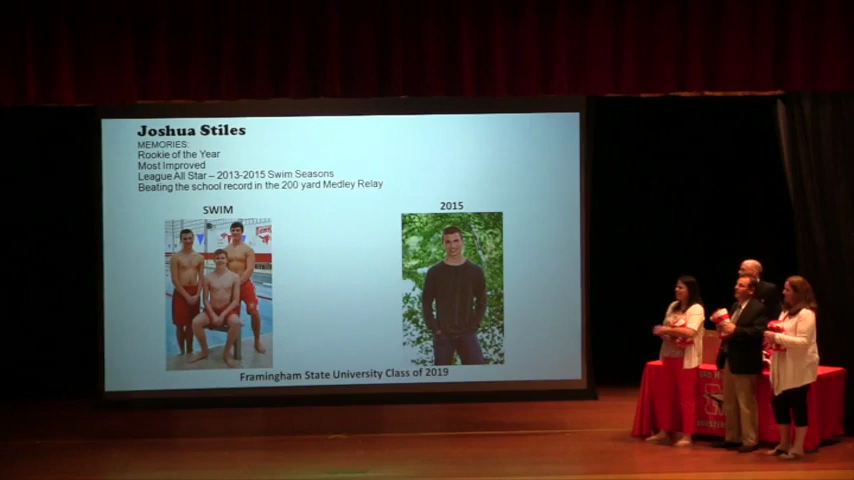 Joshua Stiles
MEMORIES:
Rookie of the Year
Most Improved
League All Star – 2013-2015 Swim Seasons
Beating the school record in the 200 yard Medley Relay
SWIM
2015
Framingham State University Class of 2019